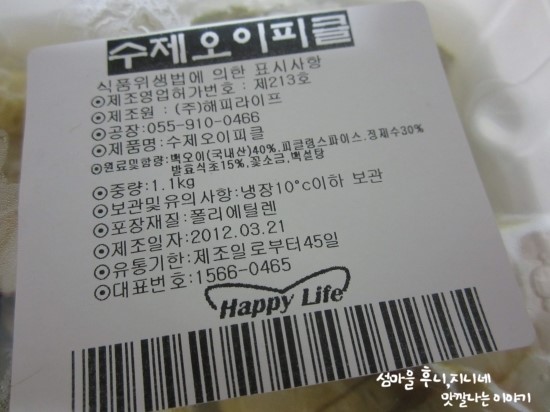 수제오이피클
식품위생법에 의한 표시사항
⊙제조영업허가번호 : 제213호
⊙제조원 : (주)해피라이프
⊙공장:055-910-0466
⊙제품명:수제오이피클
⊙원료및함량:백오이(국내산)40%,피클링스파이스,정제수30%
발효식초15%,꽃소금,백설탕
⊙중량:1.1kg
⊙보관및유의사항:냉장10°c이하 보관
⊙포장재질:폴리에틸렌
⊙제조일자:2012.03.21
⊙유통기한:제조일로부터45일
⊙대표번호:1566-0465
Happy Life
섬마을 후니,지니네
맛깔나는 이야기